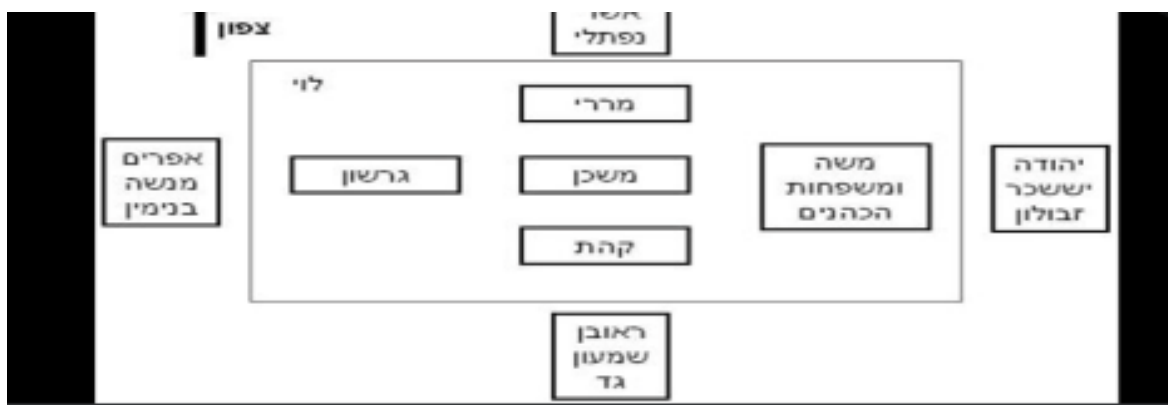 צפון
אשר
נפתלי
לוי
מררי
יהודה
יששכר
זבולון
משה
ומשפחות
הכהנים
משכן
גרשון
אפרים
מנשה
בנימין
קהת
ראובן
שמעון
גד